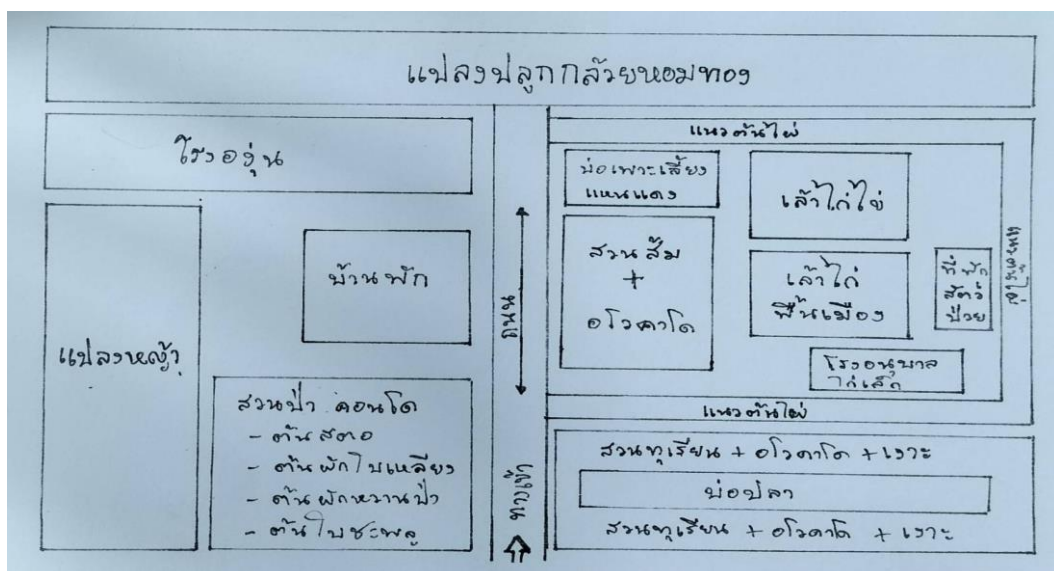 แปลงปลูกกล้วยหอมทอง
โรงองุ่น
แปลงหญ้า
บ้านพัก
สวนป่า คอนโด
- ต้นสตอ
- ต้นผักใบเหลียง
- ต้นผักหวานป่า
- ต้นใบชะพลู
ถนน
ทางเข้า
แนวต้นไผ่
บ่อเพาะเลี้ยง
แหนแดง
เล้าไก่ไข่
สวนส้ม
+
อโวคาโด
เล้าไก่
พื้นเมือง
ที่พัก
สัตว์
ป่วย
แนวต้นไผ่
โรงอนุบาล
ไก่เล็ก
แนวต้นไผ่
สวนทุเรียน + อโวคาโด + เงาะ
บ่อปลา
สวนทุเรียน + อโวคาโด + เงาะ